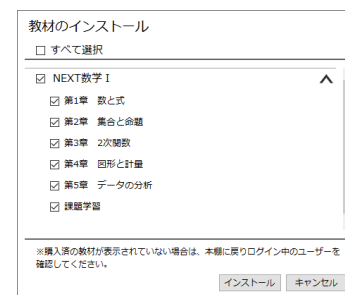 教材のインストール
すべて選択
NEXT数学Ⅰ
第1章　数と式
第2章　集合と命題
第3章　2次関数
第4章　図形と計量
第5章　データの分析
課題学習
※購入済の教材が表示されていない場合は、本棚に戻りログイン中のユーザーを
確認してください。
インストール　キャンセル